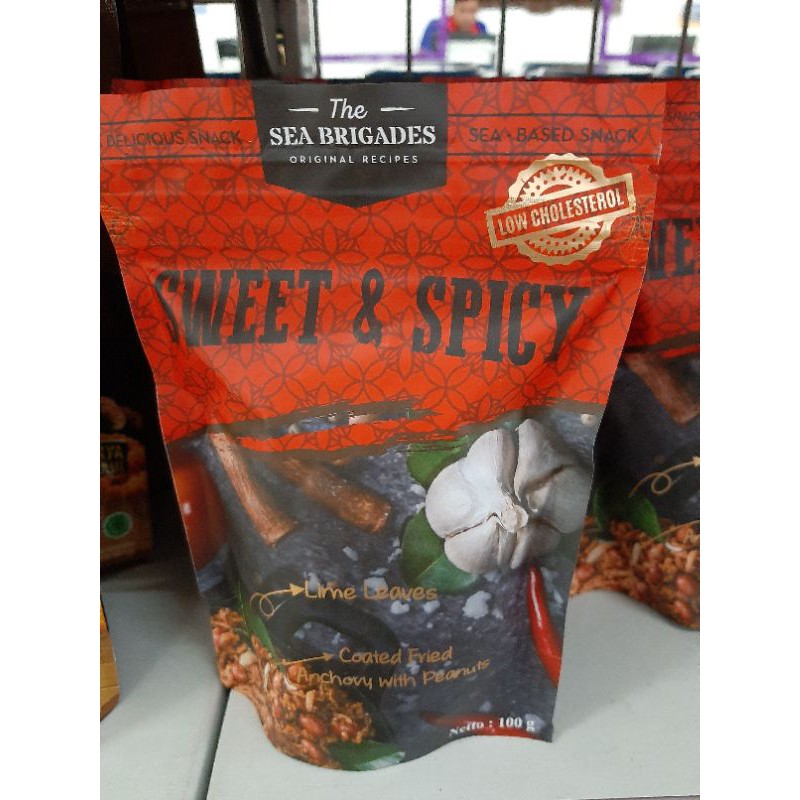 The
SEA BRIGADES
ORIGINAL RECIPES
DELICIOUS SNACK
SEA-BASED SNACK
LOW CHOLESTEROL
SWEET & SPICY
Lime Leaves
Coated Fried
Anchovy with Peanuts
Netto : 100 g